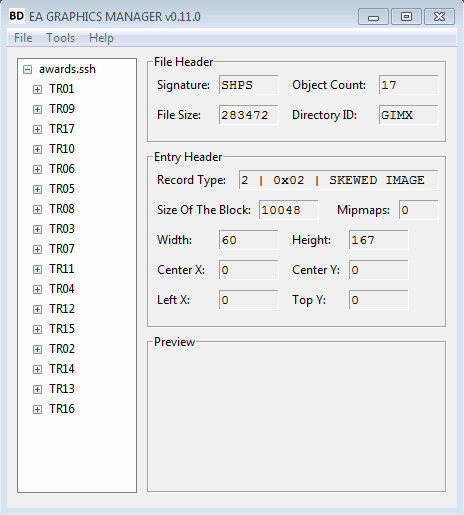 BD EA GRAPHICS MANAGER v0.11.0
File Tools Help
awards.ssh
TR01
TR09
TR17
TR10
TR06
TR05
TR08
TR03
TR07
TR11
TR04
TR12
TR15
TR02
TR14
TR13
TR16
File Header
Signature: SHPS Object Count: 17
File Size: 283472 Directory ID: GIMX
Entry Header
Record Type: 2 | 0x02 | SKEWED IMAGE
Size Of The Block: 10048 Mipmaps: 0
Width: 60 Height: 167
Center X: 0 Center Y: 0
Left X: 0 Top Y: 0
Preview